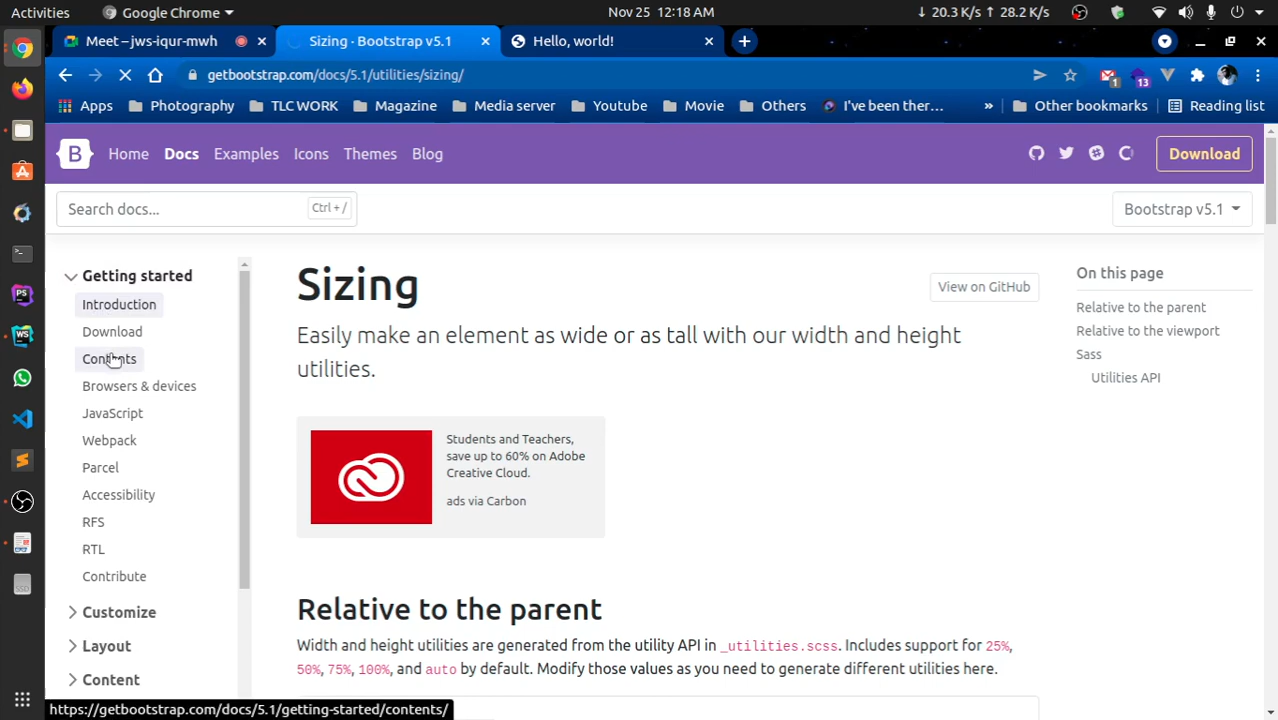 Activities
Google Chrome
Nov 25 12:18 AM
↓ 20.3 K/s ↑ 28.2 K/s
Meet – jws-iqur-mwh
Sizing · Bootstrap v5.1
Hello, world!
getbootstrap.com/docs/5.1/utilities/sizing/
1
13
Apps
Photography
TLC WORK
Magazine
Media server
Youtube
Movie
Others
I've been ther...
»
Other bookmarks
Reading list
B
Home
Docs
Examples
Icons
Themes
Blog
Download
Search docs...
Ctrl + /
Bootstrap v5.1
Getting started
Introduction
Download
Contents
Browsers & devices
JavaScript
Webpack
Parcel
Accessibility
RFS
RTL
Contribute
Customize
Layout
Content
Sizing
View on GitHub
Easily make an element as wide or as tall with our width and height
utilities.
Students and Teachers,
save up to 60% on Adobe
Creative Cloud.
ads via Carbon
Relative to the parent
Width and height utilities are generated from the utility API in _utilities.scss. Includes support for 25%,
50%, 75%, 100%, and auto by default. Modify those values as you need to generate different utilities here.
On this page
Relative to the parent
Relative to the viewport
Sass
Utilities API
PS
WS
SSD
https://getbootstrap.com/docs/5.1/getting-started/contents/